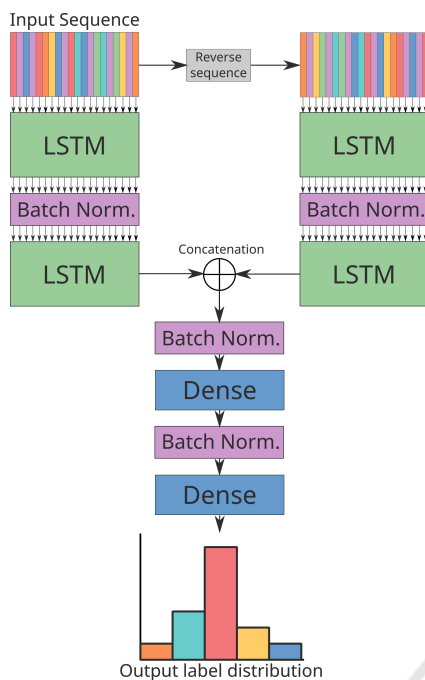 Input Sequence
Reverse
sequence
LSTM
LSTM
Batch Norm.
Batch Norm.
LSTM
LSTM
Concatenation
Batch Norm.
Dense
Batch Norm.
Dense
Output label distribution